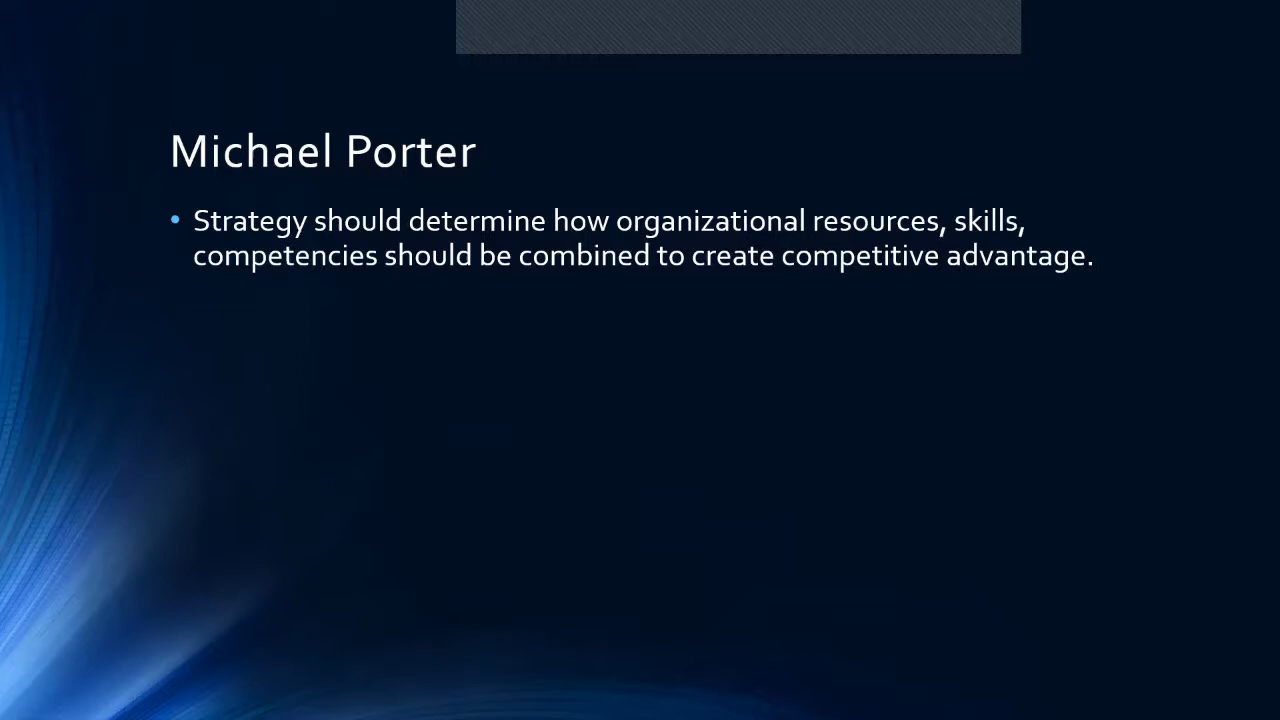 Michael Porter
• Strategy should determine how organizational resources, skills,
competencies should be combined to create competitive advantage.